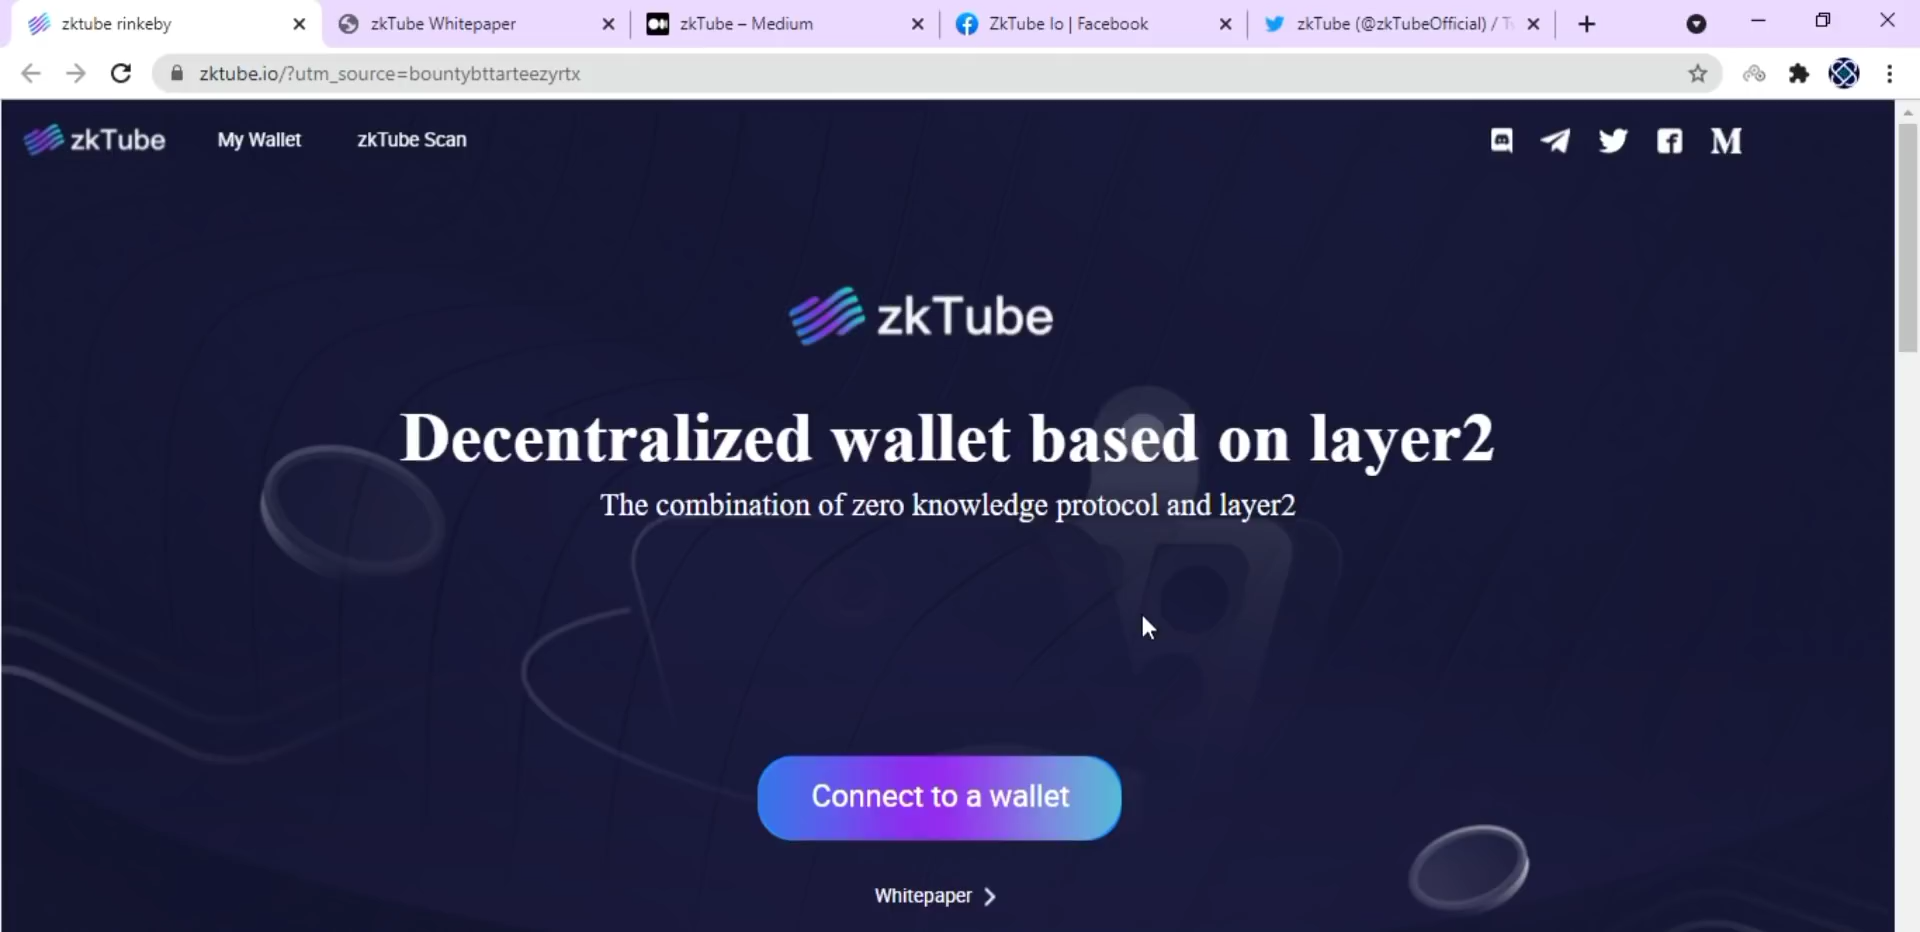 zktube rinkeby
zkTube Whitepaper
zkTube – Medium
ZkTube Io | Facebook
zkTube (@zkTubeOfficial) / Tw
zktube.io/?utm_source=bountybttarteezyrtx
zkTube
My Wallet
zkTube Scan
zkTube
Decentralized wallet based on layer2
The combination of zero knowledge protocol and layer2
Connect to a wallet
Whitepaper